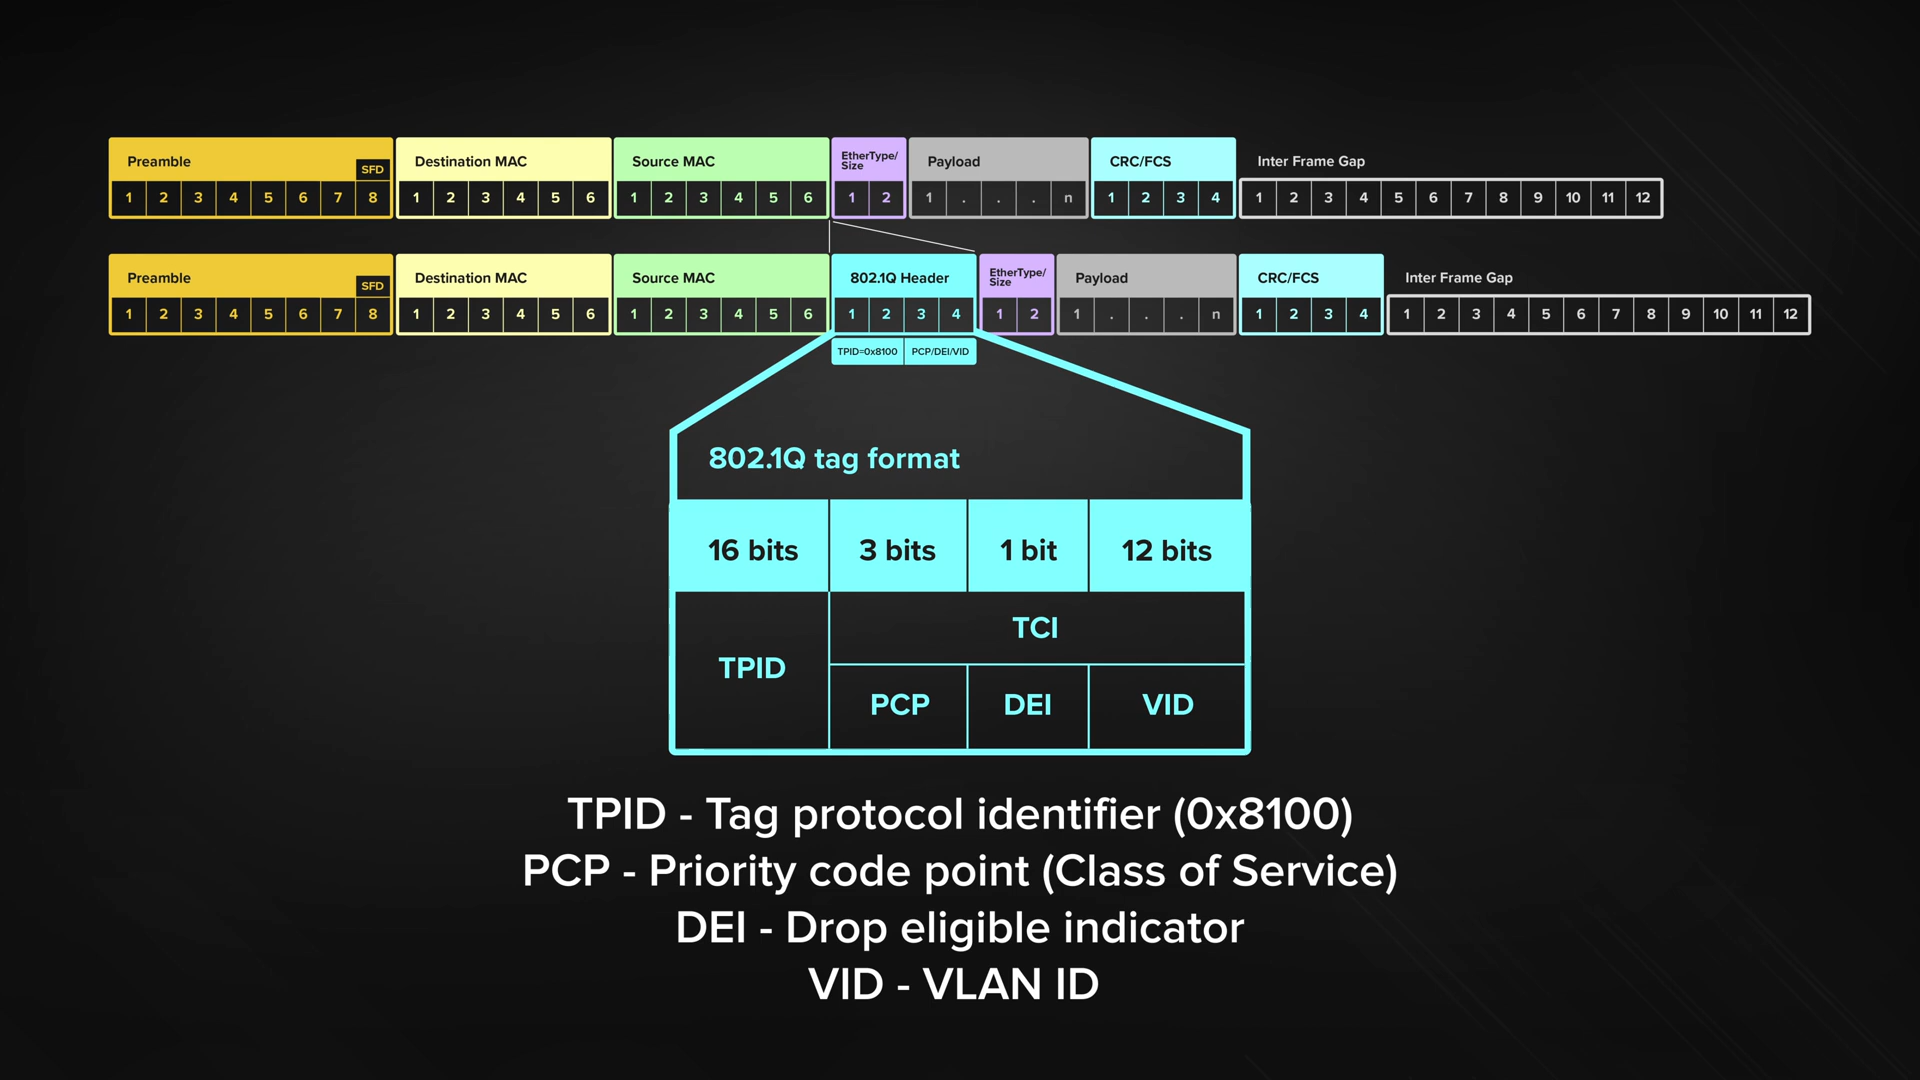 Preamble SFD Destination MAC Source MAC EtherType/Size Payload CRC/FCS Inter Frame Gap
1 2 3 4 5 6 7 8 1 2 3 4 5 6 1 2 3 4 5 6 1 2 1 . . . n 1 2 3 4 1 2 3 4 5 6 7 8 9 10 11 12
Preamble SFD Destination MAC Source MAC 802.1Q Header EtherType/Size Payload CRC/FCS Inter Frame Gap
1 2 3 4 5 6 7 8 1 2 3 4 5 6 1 2 3 4 5 6 1 2 3 4 1 2 1 . . . n 1 2 3 4 1 2 3 4 5 6 7 8 9 10 11 12
TPID=0x8100 PCP/DEI/VID
802.1Q tag format
16 bits 3 bits 1 bit 12 bits
TCI
TPID
PCP DEI VID
TPID - Tag protocol identifier (0x8100)
PCP - Priority code point (Class of Service)
DEI - Drop eligible indicator
VID - VLAN ID